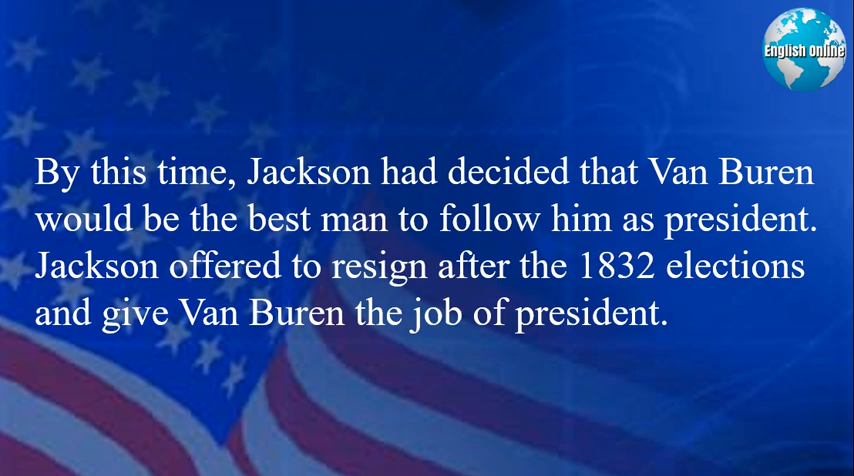 English Online
By this time, Jackson had decided that Van Buren
would be the best man to follow him as president.
Jackson offered to resign after the 1832 elections
and give Van Buren the job of president.